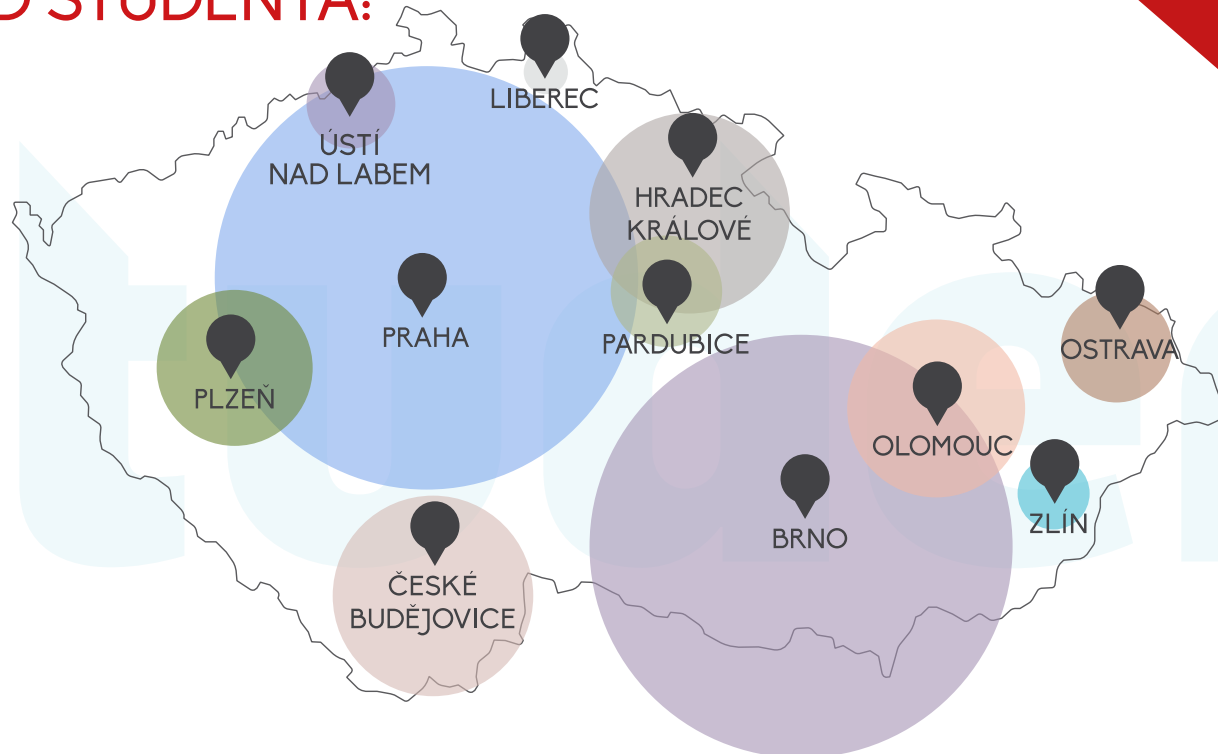 D STUDENTA:
LIBEREC
ÚSTÍ
NAD LABEM
HRADEC
KRÁLOVÉ
PRAHA
PARDUBICE
OSTRAVA
PLZEŇ
OLOMOUC
ZLÍN
BRNO
ČESKÉ
BUDĚJOVICE